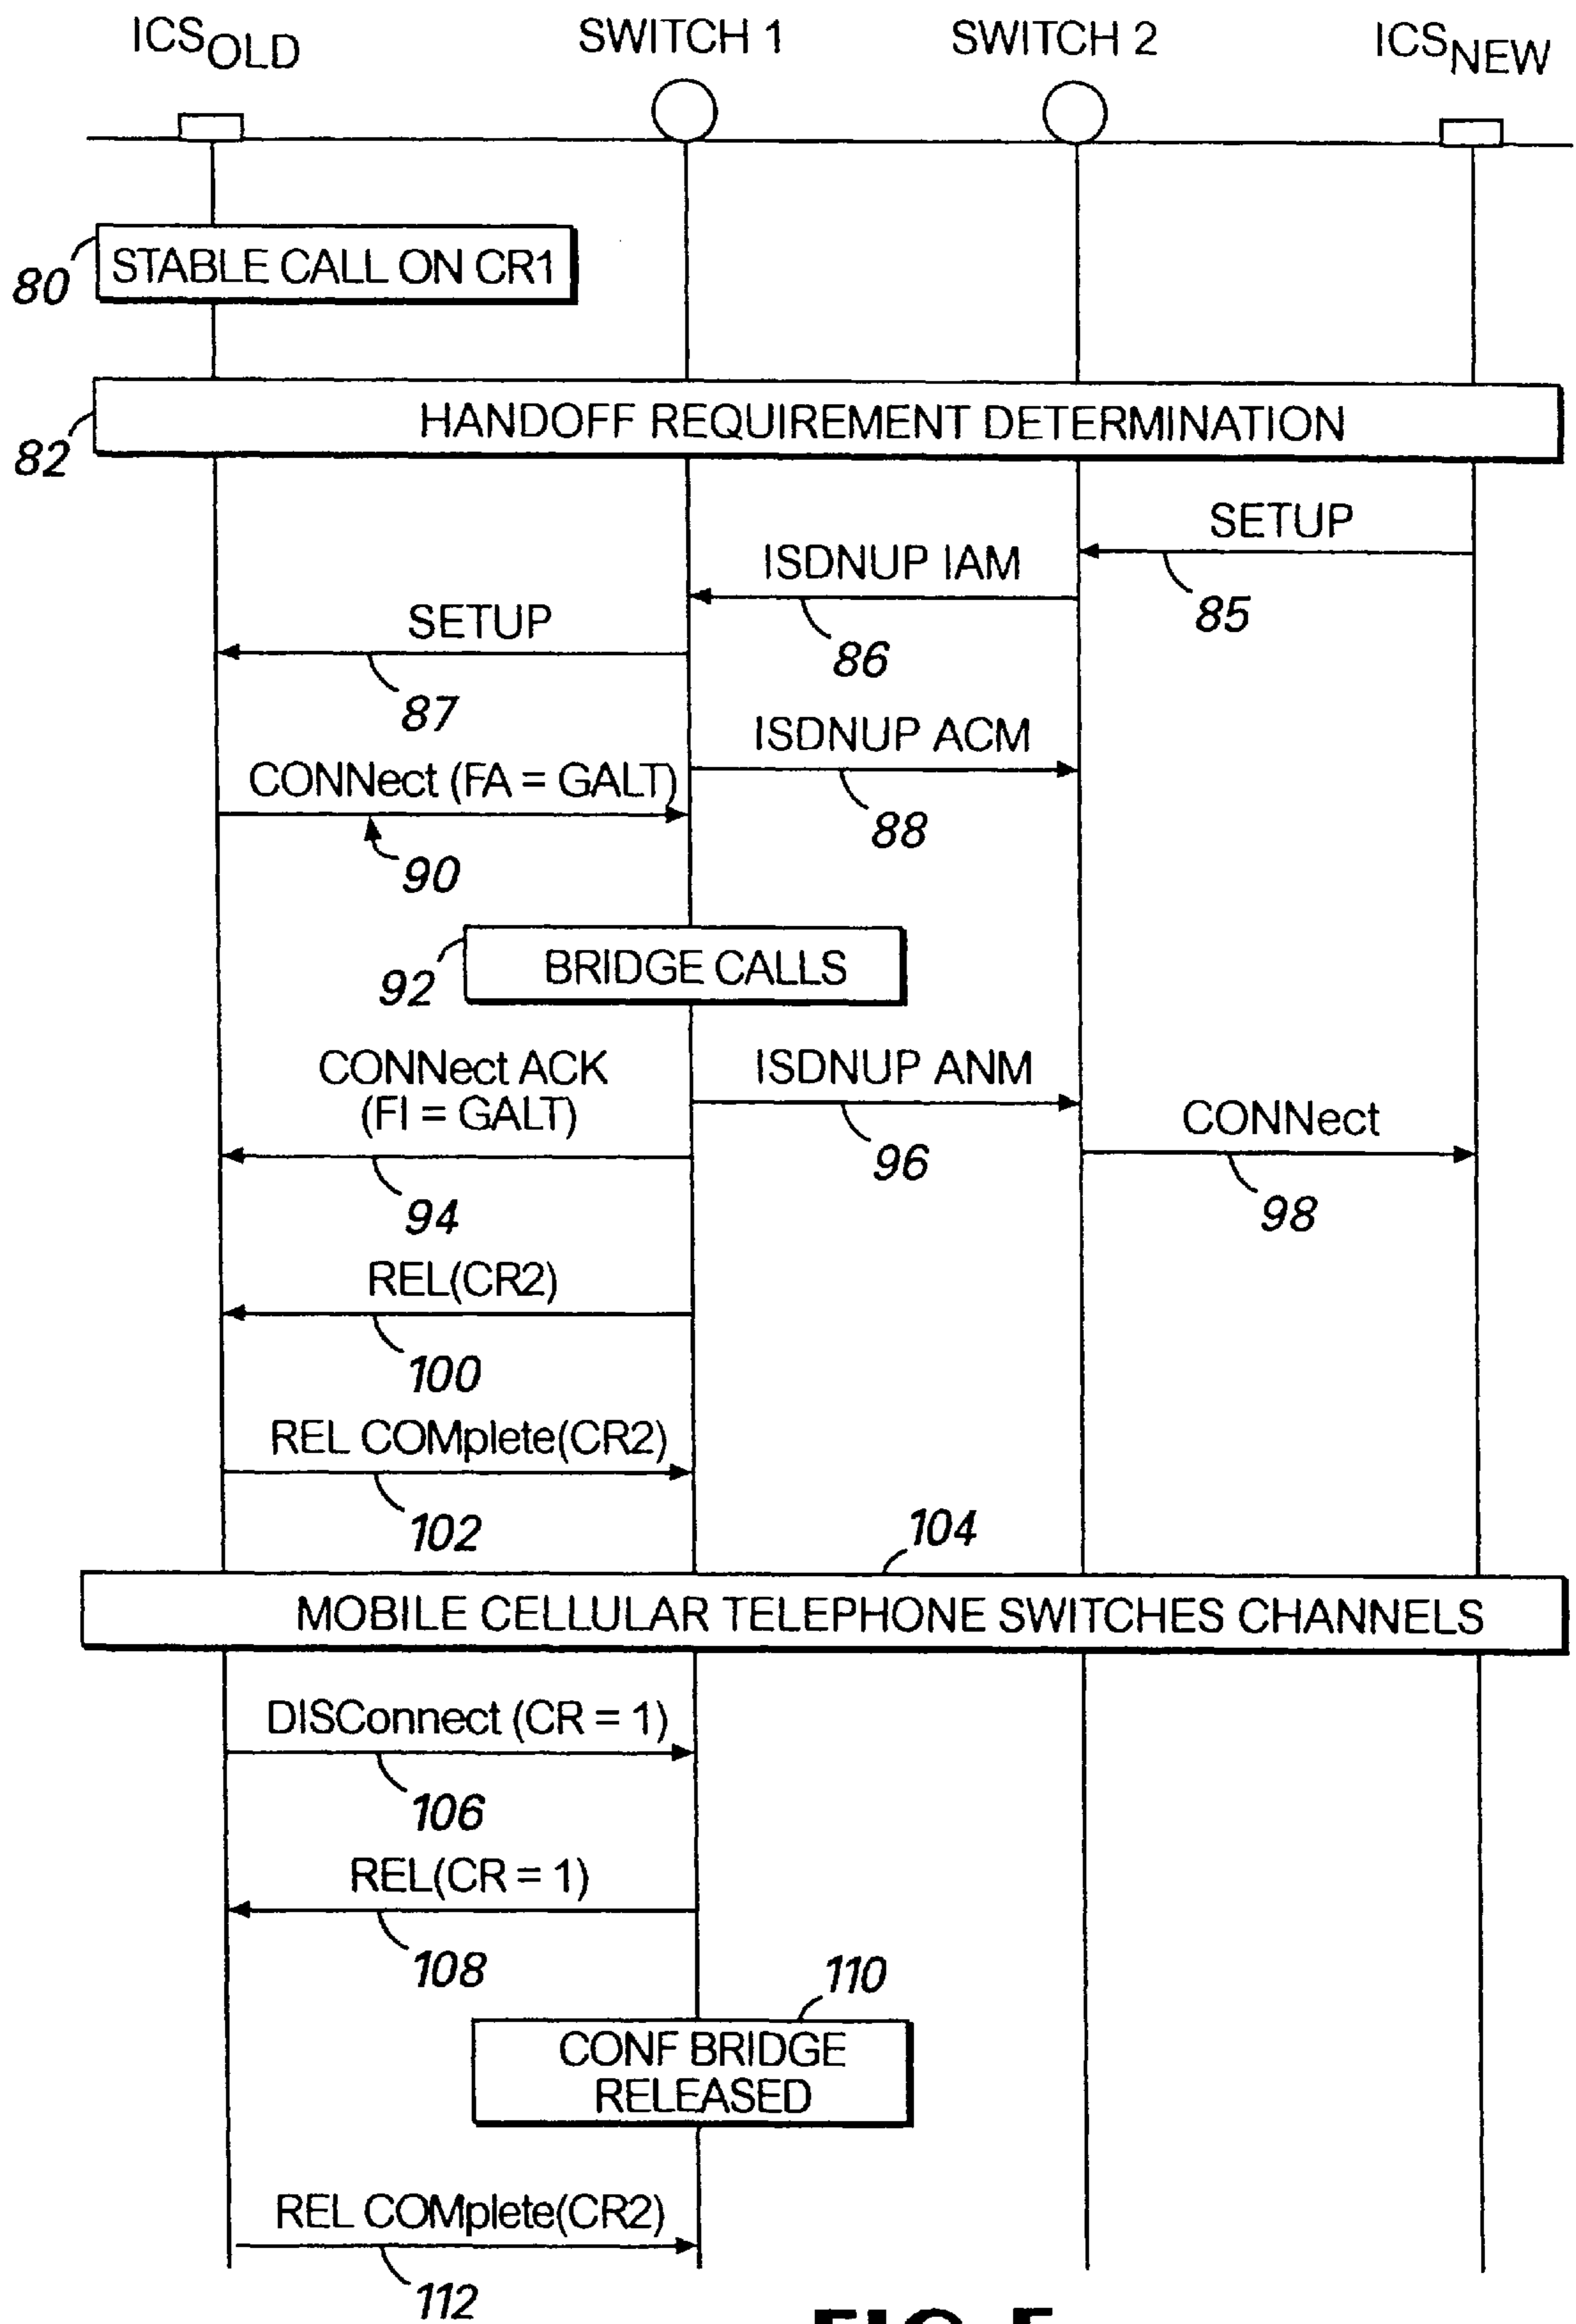 ICSOLD SWITCH 1 SWITCH 2 ICSNEW
STABLE CALL ON CR1
80
HANDOFF REQUIREMENT DETERMINATION
82
SETUP
85
ISDNUP IAM
86
SETUP
87
ISDNUP ACM
88
CONNect (FA = GALT)
90
BRIDGE CALLS
92
CONNect ACK
(FI = GALT)
94
ISDNUP ANM
96
CONNect
98
REL(CR2)
100
REL COMplete(CR2)
102
104
MOBILE CELLULAR TELEPHONE SWITCHES CHANNELS
DISConnect (CR = 1)
106
REL(CR = 1)
108
110
CONF BRIDGE
RELEASED
REL COMplete(CR2)
112